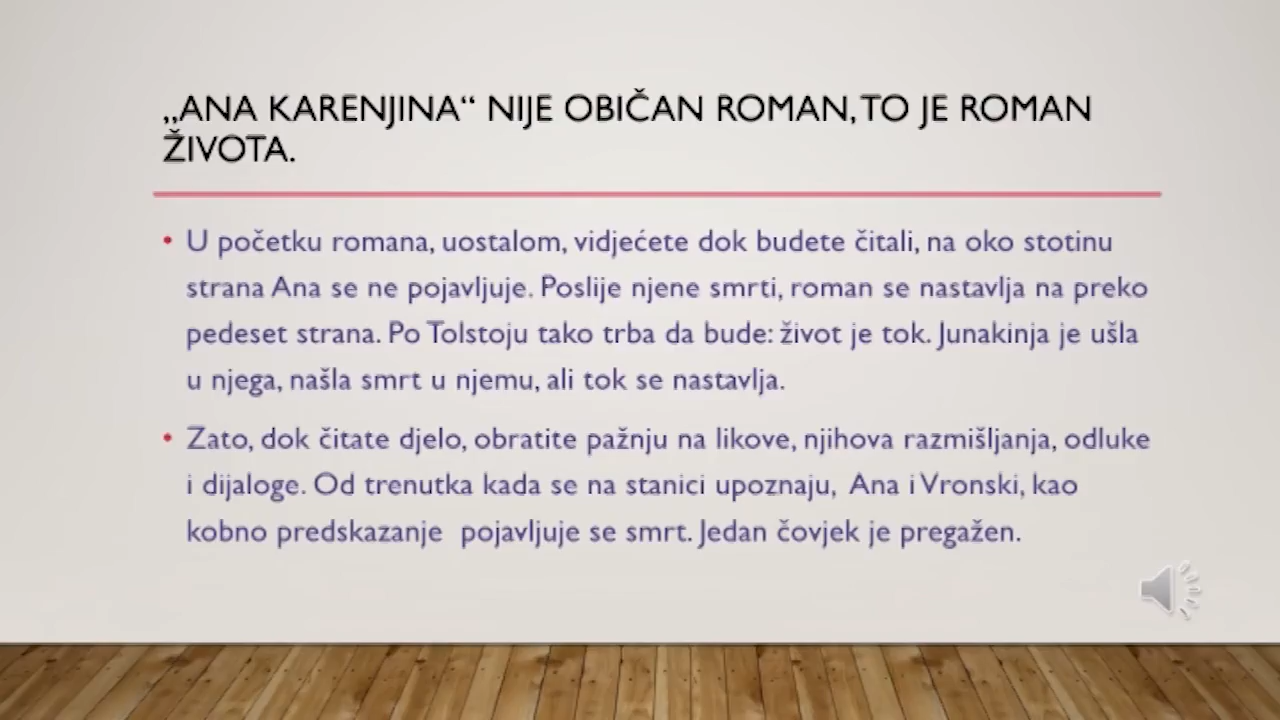 „ANA KARENJINA“ NIJE OBIČAN ROMAN, TO JE ROMAN
ŽIVOTA.
• U početku romana, uostalom, vidjećete dok budete čitali, na oko stotinu
strana Ana se ne pojavljuje. Poslije njene smrti, roman se nastavlja na preko
pedeset strana. Po Tolstoju tako trba da bude: život je tok. Junakinja je ušla
u njega, našla smrt u njemu, ali tok se nastavlja.
• Zato, dok čitate djelo, obratite pažnju na likove, njihova razmišljanja, odluke
i dijaloge. Od trenutka kada se na stanici upoznaju, Ana i Vronski, kao
kobno predskazanje pojavljuje se smrt. Jedan čovjek je pregažen.